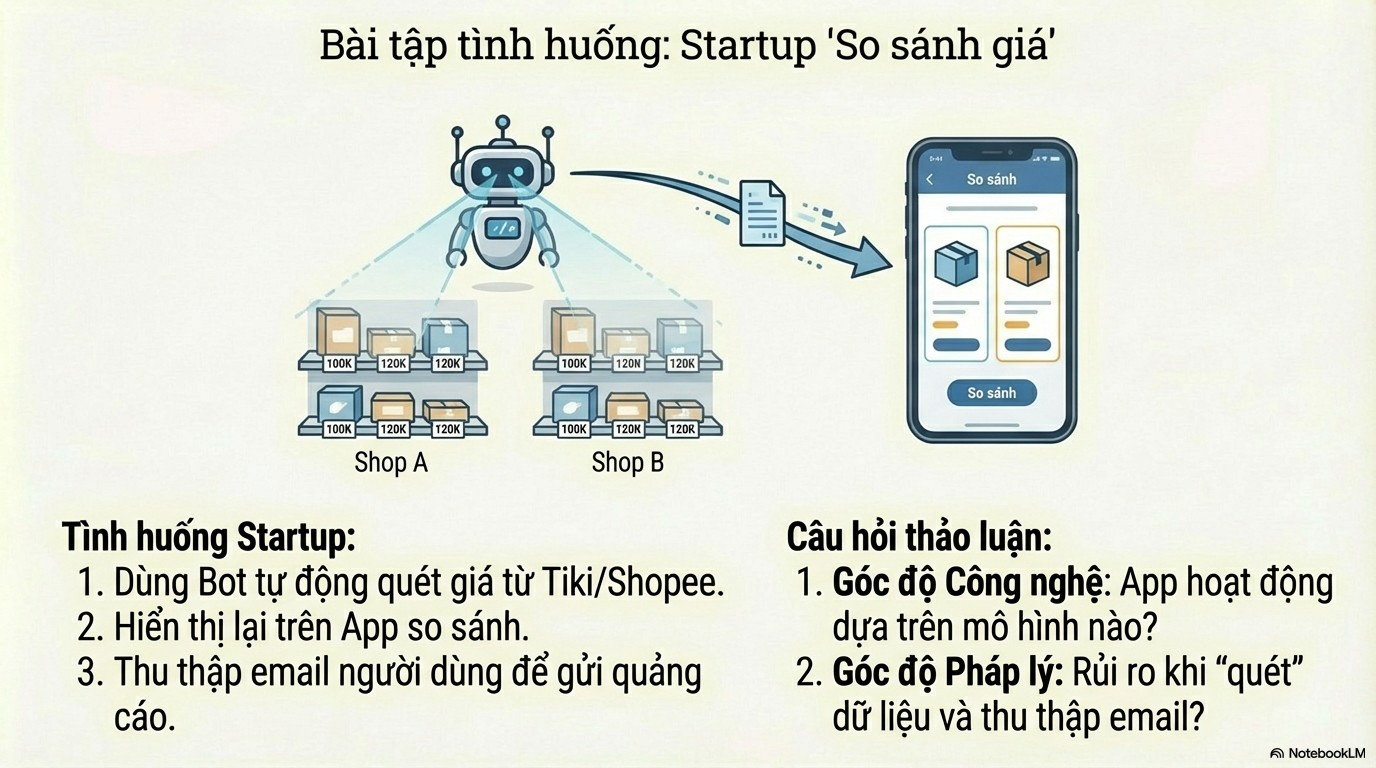 Bài tập tình huống: Startup 'So sánh giá'
So sánh
100K 120K 120K
100K 120K 120K
100K 120N 120K
100K 120K 120R
So sánh
Shop A
Shop B
Tình huống Startup:
1. Dùng Bot tự động quét giá từ Tiki/Shopee.
2. Hiển thị lại trên App so sánh.
3. Thu thập email người dùng để gửi quảng
cáo.
Câu hỏi thảo luận:
1. Góc độ Công nghệ: App hoạt động
dựa trên mô hình nào?
2. Góc độ Pháp lý: Rủi ro khi “quét”
dữ liệu và thu thập email?
NotebookLM